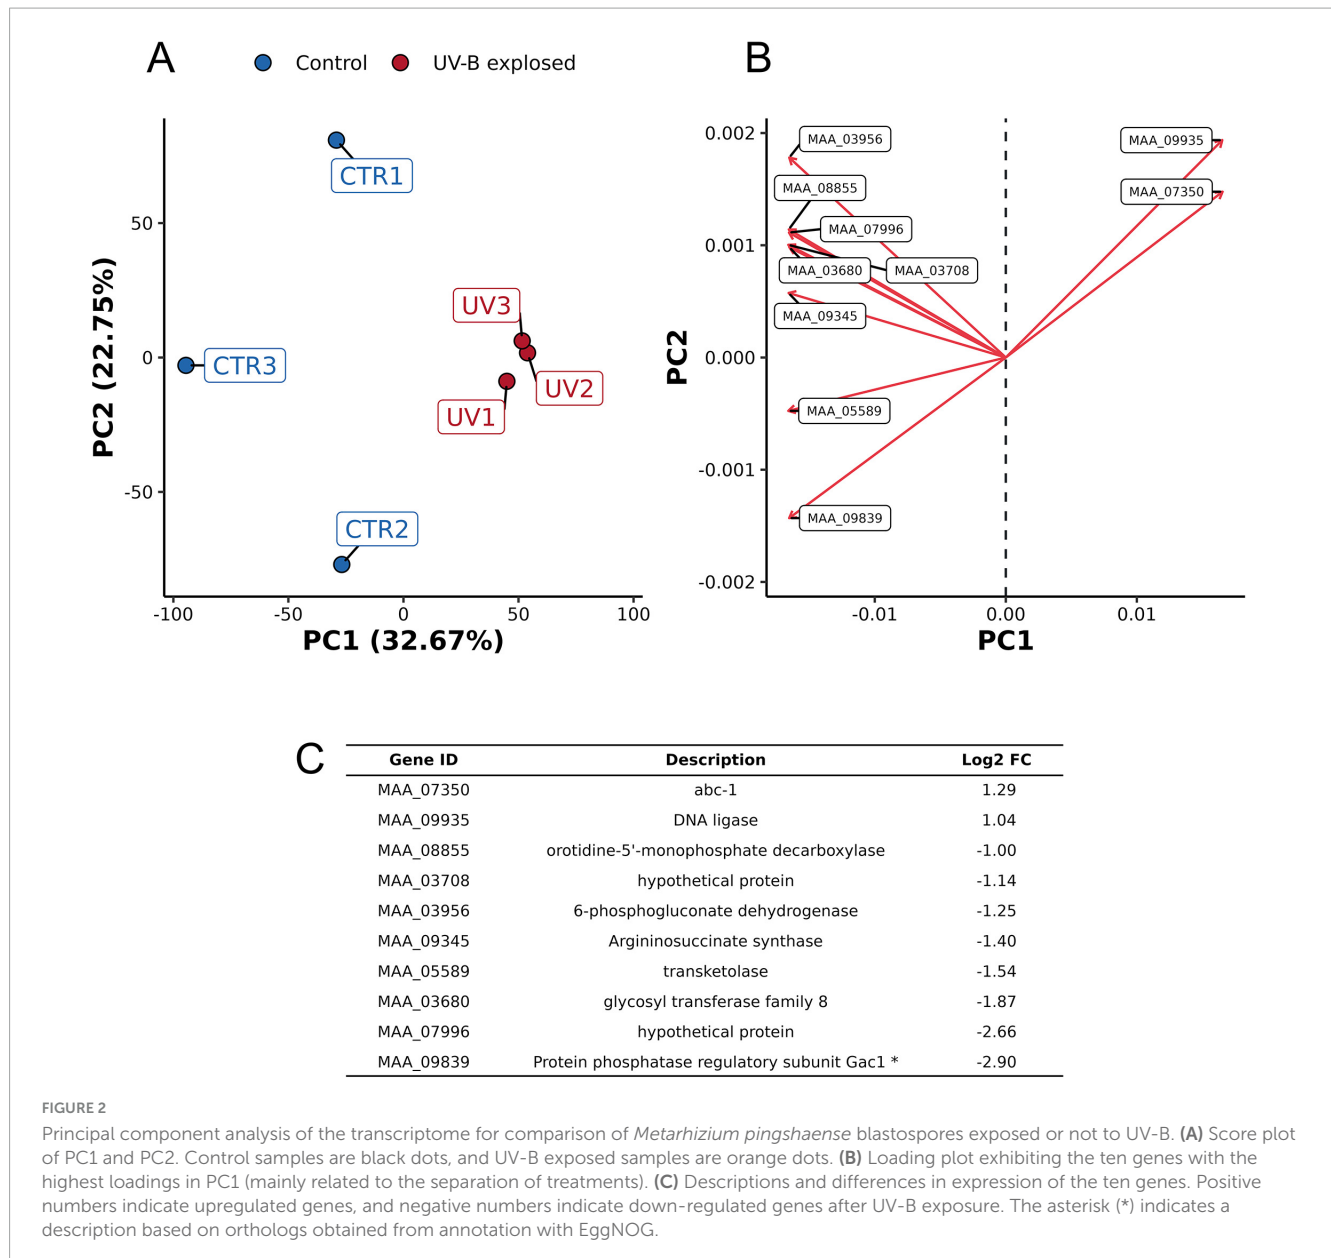 A
Control
UV-B explosed
CTR1
CTR3
CTR2
UV3
UV2
UV1
50
0
-50
-100
-50
0
50
100
PC2 (22.75%)
PC1 (32.67%)
B
MAA_03956
MAA_08855
MAA_07996
MAA_03680
MAA_03708
MAA_09345
MAA_05589
MAA_09839
MAA_09935
MAA_07350
0.002
0.001
0.000
-0.001
-0.002
-0.01
0.00
0.01
PC2
PC1
C
Gene ID Description Log2 FC
MAA_07350 abc-1 1.29
MAA_09935 DNA ligase 1.04
MAA_08855 orotidine-5'-monophosphate decarboxylase -1.00
MAA_03708 hypothetical protein -1.14
MAA_03956 6-phosphogluconate dehydrogenase -1.25
MAA_09345 Argininosuccinate synthase -1.40
MAA_05589 transketolase -1.54
MAA_03680 glycosyl transferase family 8 -1.87
MAA_07996 hypothetical protein -2.66
MAA_09839 Protein phosphatase regulatory subunit Gac1 * -2.90
FIGURE 2
Principal component analysis of the transcriptome for comparison of Metarhizium pingshaense blastospores exposed or not to UV-B. (A) Score plot
of PC1 and PC2. Control samples are black dots, and UV-B exposed samples are orange dots. (B) Loading plot exhibiting the ten genes with the
highest loadings in PC1 (mainly related to the separation of treatments). (C) Descriptions and differences in expression of the ten genes. Positive
numbers indicate upregulated genes, and negative numbers indicate down-regulated genes after UV-B exposure. The asterisk (*) indicates a
description based on orthologs obtained from annotation with EggNOG.